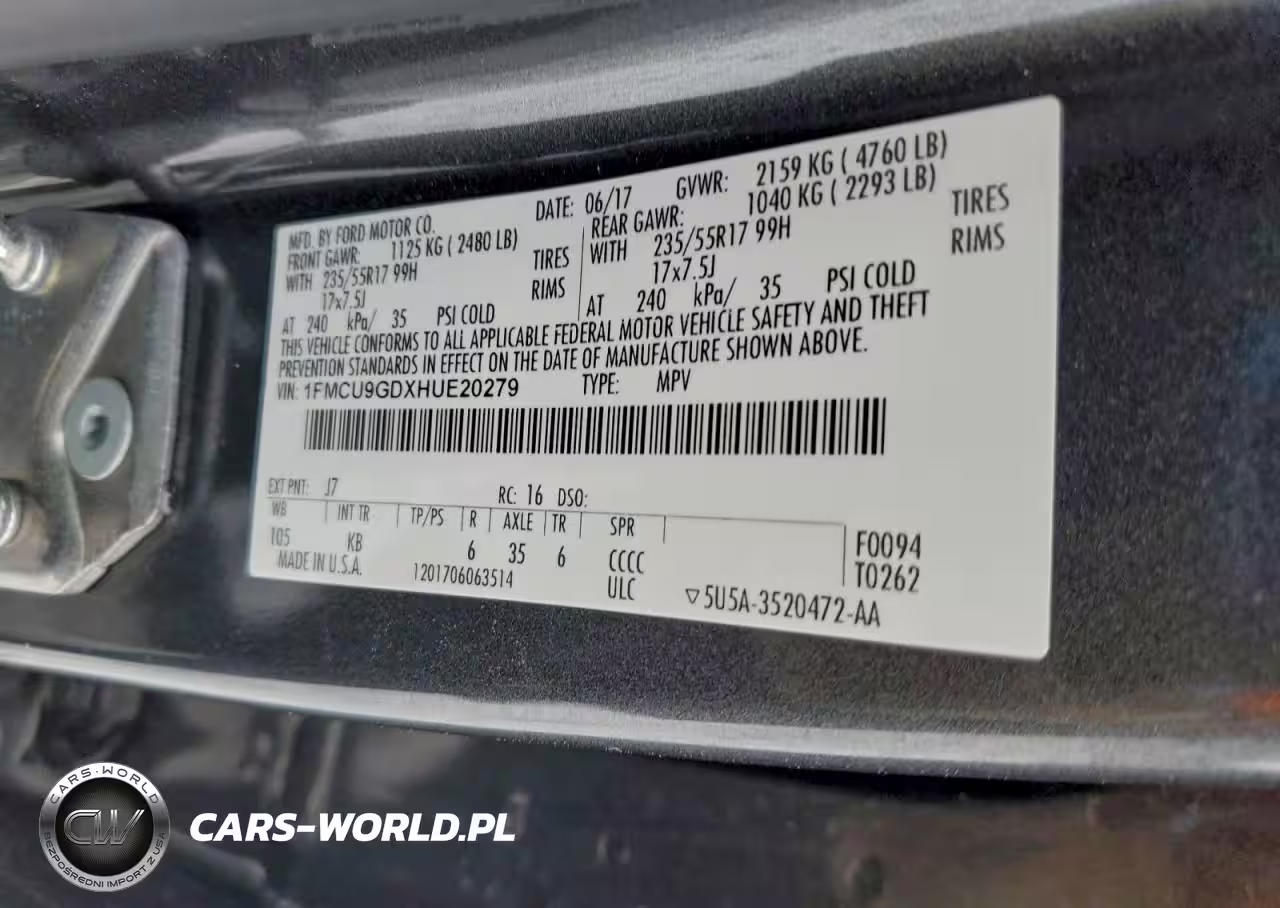 MFD. BY FORD MOTOR CO.
DATE: 06/17
GVWR: 2159 KG ( 4760 LB)
FRONT GAWR: 1125 KG ( 2480 LB)
WITH 235/55R17 99H TIRES
17x7.5J RIMS
AT 240 kPa/ 35 PSI COLD
REAR GAWR: 1040 KG ( 2293 LB)
WITH 235/55R17 99H TIRES
17x7.5J RIMS
AT 240 kPa/ 35 PSI COLD
THIS VEHICLE CONFORMS TO ALL APPLICABLE FEDERAL MOTOR VEHICLE SAFETY AND THEFT
PREVENTION STANDARDS IN EFFECT ON THE DATE OF MANUFACTURE SHOWN ABOVE.
VIN: 1FMCU9GDXHUE20279 TYPE: MPV
EXT PNT: J7 RC: 16 DSO:
WB INT TR TP/PS R AXLE TR SPR
105 KB 6 35 6 CCCC F0094
MADE IN U.S.A. 1201706063514 ULC T0262
▽5U5A-3520472-AA
CARS-WORLD
CW
BEZPOŚREDNI IMPORT Z USA
CARS-WORLD.PL